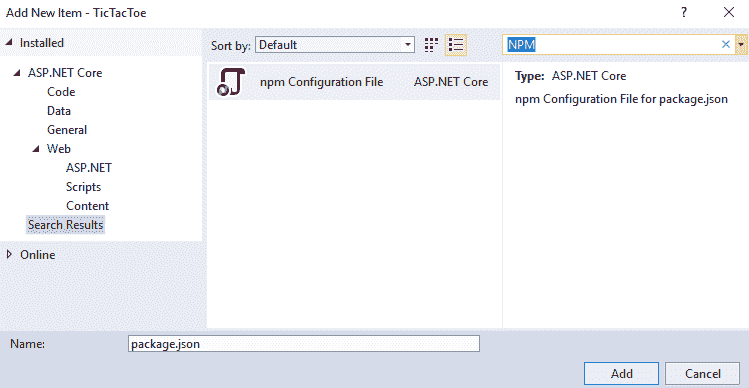 Add New Item - TicTacToe
?
Installed
Sort by: Default
NPM
ASP.NET Core
Code
Data
General
Web
ASP.NET
Scripts
Content
Search Results
Online
npm Configuration File ASP.NET Core
Type: ASP.NET Core
npm Configuration File for package.json
Name: package.json
Add Cancel